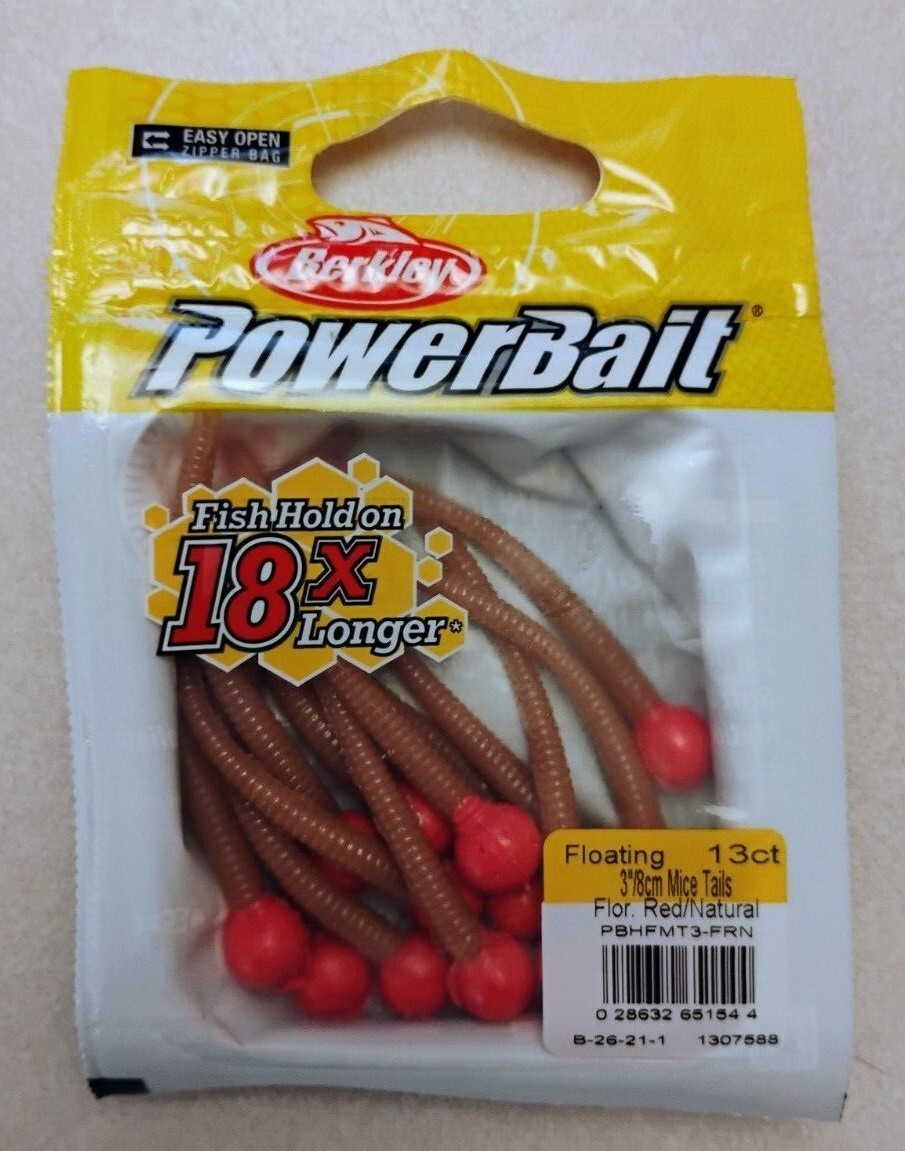 EASY OPEN
ZIPPER BAG
Berkley
PowerBait®
Fish Hold on
18x
Longer*
Floating 13ct
3"/8cm Mice Tails
Flor. Red/Natural
PBHFMT3-FRN
0 28632 65154 4
B-26-21-1 1307588